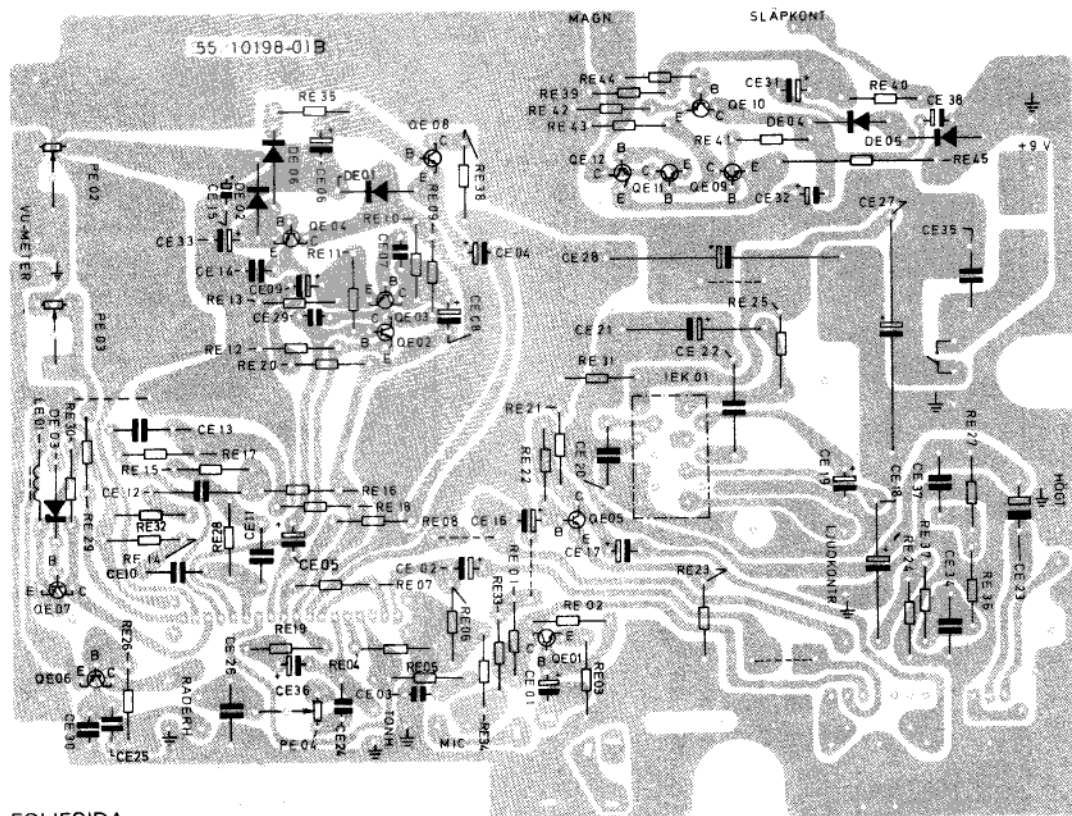 MAGN
SLÄPKONT
55 10198-01B
RE44
RE39
RE42
RE43
B
QE10
C
E
CE31
RE40
CE38
RE35
QE08
RE41
DE04
DE05
+9 V
PE02
DE06
CE06
DE01
B
C
E
RE38
QE12
B
C
E
QE11
C
E
B
QE09
C
E
B
RE45
CE15
DE02
RE09
CE32
CE27
VU-METER
CE33
B
QE04
C
E
RE10
CE07
CE04
CE35
CE14
RE11
CE28
CE09
RE13
E
C
B
QE03
CE08
RE25
PE03
CE29
C
B
QE02
E
CE21
RE12
CE22
RE20
RE31
IEK01
LE01
DE03
RE30
CE13
RE21
RE27
RE17
RE15
RE22
CE20
CE19
CE18
CE37
HÖGT
CE12
RE16
RE18
RE32
RE29
RE28
CE11
RE08
CE16
C
B
QE05
E
RE14
CE05
CE17
LJUDKONTR
RE24
RE37
CE10
CE02
RE01
RE36
CE23
B
E
C
QE07
RE07
RE33
RE23
RE06
RE02
RE26
CE26
RE19
E
B
QE01
B
E
C
QE06
RADERH
RE04
RE05
RE03
CE36
CE03
CE01
CE30
CE25
PE04
CE24
TONH
MIC
RE34